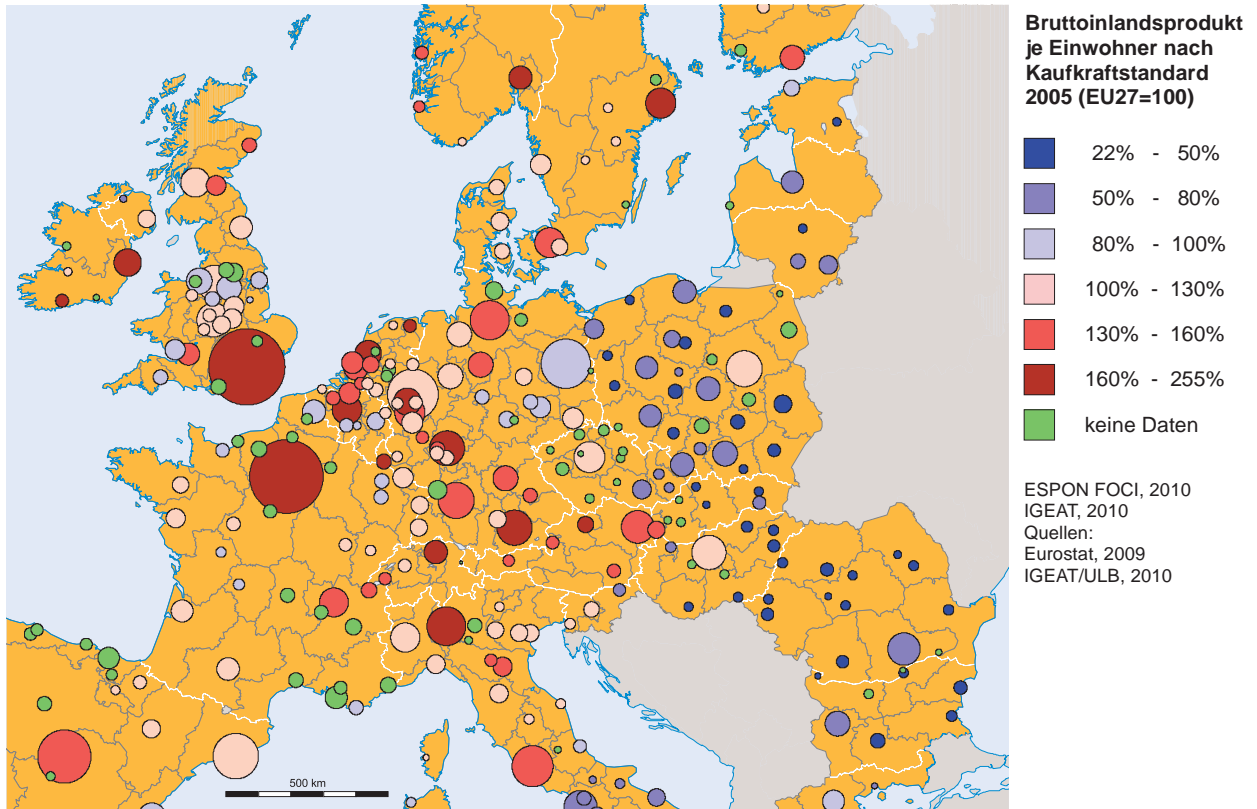 Bruttoinlandsprodukt
je Einwohner nach
Kaufkraftstandard
2005 (EU27=100)
22% - 50%
50% - 80%
80% - 100%
100% - 130%
130% - 160%
160% - 255%
keine Daten
ESPON FOCI, 2010
IGEAT, 2010
Quellen:
Eurostat, 2009
IGEAT/ULB, 2010
500 km